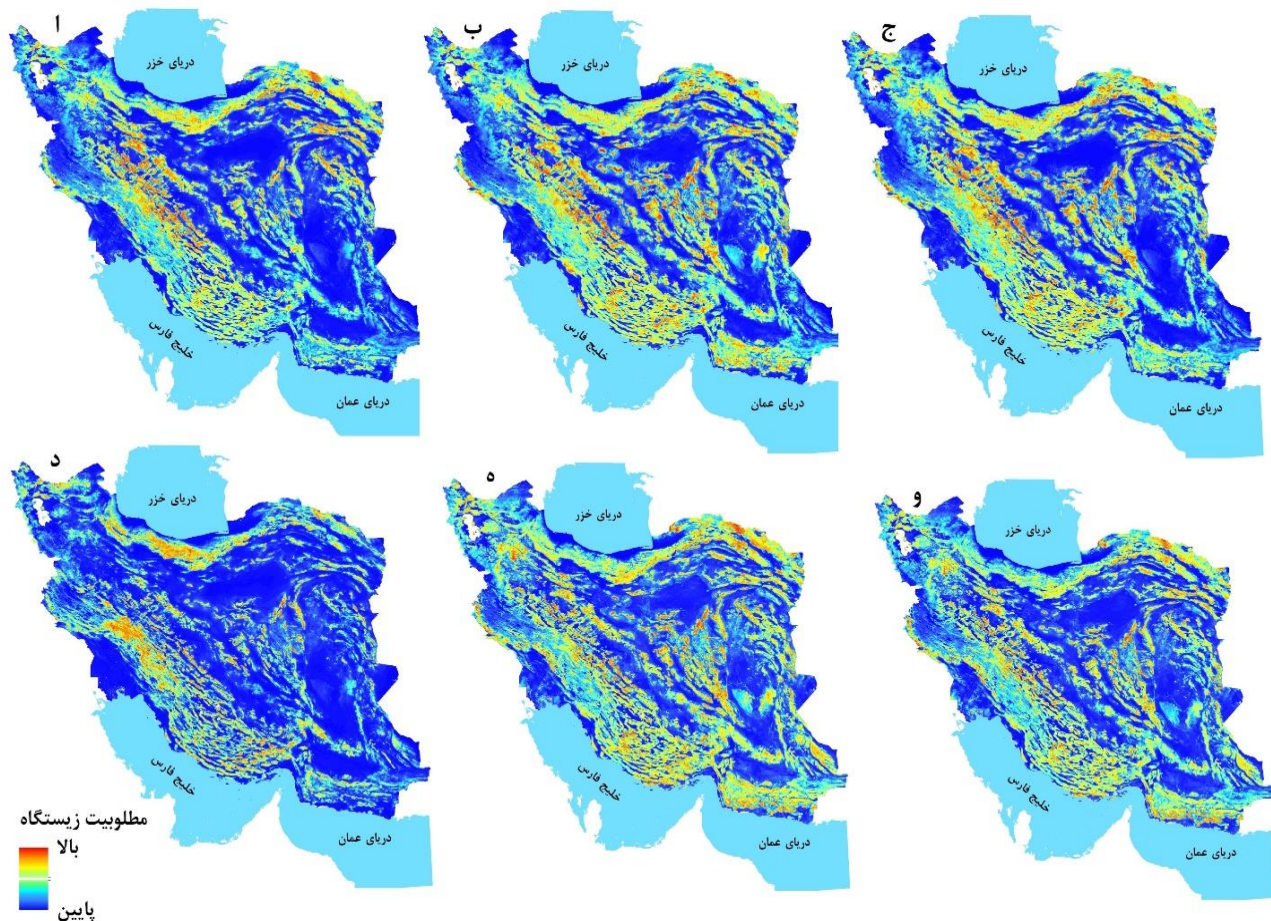 ا
دریای خزر
خلیج فارس
دریای عمان
ب
دریای خزر
خلیج فارس
دریای عمان
ج
دریای خزر
خلیج فارس
دریای عمان
د
دریای خزر
خلیج فارس
دریای عمان
ه
دریای خزر
خلیج فارس
دریای عمان
و
دریای خزر
خلیج فارس
دریای عمان
مطلوبیت زیستگاه
بالا
پایین